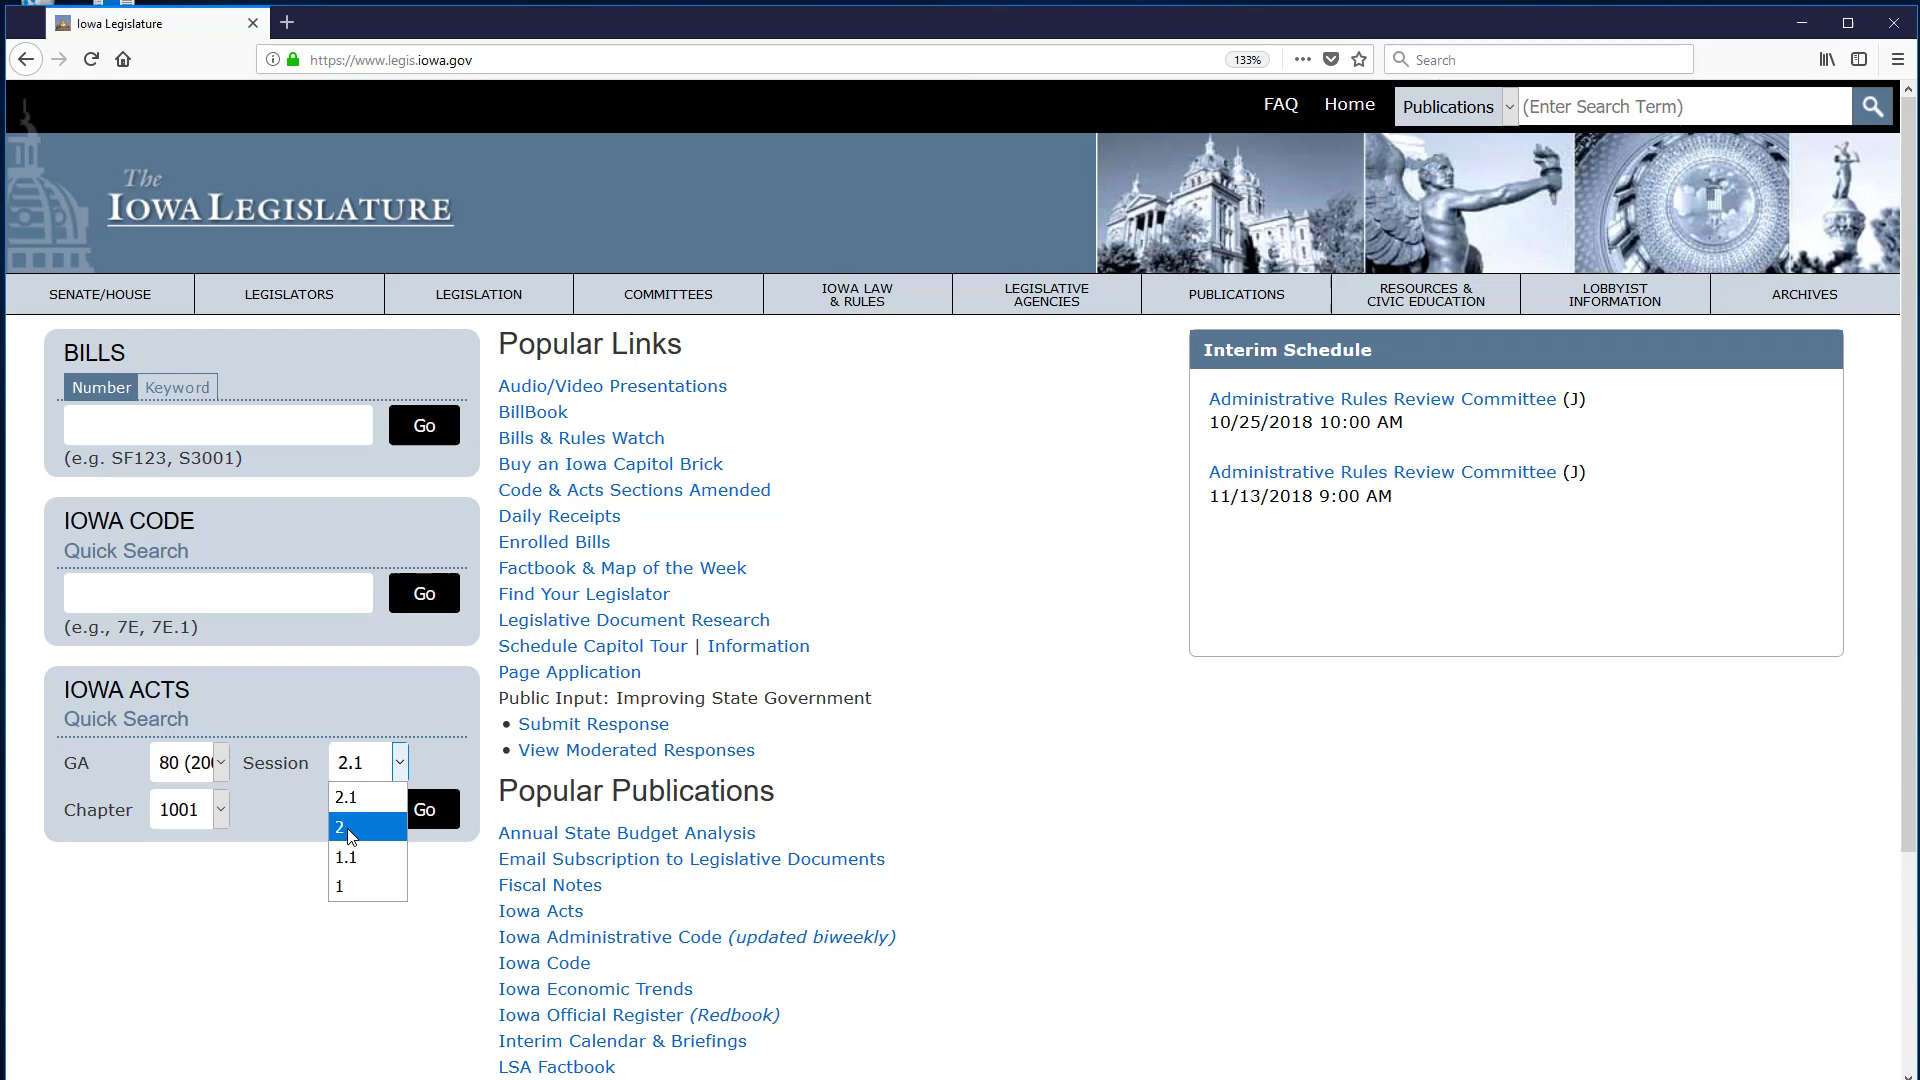 Iowa Legislature
https://www.legis.iowa.gov
133%
Search
FAQ
Home
Publications
(Enter Search Term)
The
IOWA LEGISLATURE
SENATE/HOUSE
LEGISLATORS
LEGISLATION
COMMITTEES
IOWA LAW
& RULES
LEGISLATIVE
AGENCIES
PUBLICATIONS
RESOURCES &
CIVIC EDUCATION
LOBBYIST
INFORMATION
ARCHIVES
BILLS
Number
Keyword
Go
(e.g. SF123, S3001)
IOWA CODE
Quick Search
Go
(e.g., 7E, 7E.1)
IOWA ACTS
Quick Search
GA
80 (200
Session
2.1
Chapter
1001
Go
2.1
2
1.1
1
Popular Links
Audio/Video Presentations
BillBook
Bills & Rules Watch
Buy an Iowa Capitol Brick
Code & Acts Sections Amended
Daily Receipts
Enrolled Bills
Factbook & Map of the Week
Find Your Legislator
Legislative Document Research
Schedule Capitol Tour | Information
Page Application
Public Input: Improving State Government
• Submit Response
• View Moderated Responses
Popular Publications
Annual State Budget Analysis
Email Subscription to Legislative Documents
Fiscal Notes
Iowa Acts
Iowa Administrative Code (updated biweekly)
Iowa Code
Iowa Economic Trends
Iowa Official Register (Redbook)
Interim Calendar & Briefings
LSA Factbook
Interim Schedule
Administrative Rules Review Committee (J)
10/25/2018 10:00 AM
Administrative Rules Review Committee (J)
11/13/2018 9:00 AM